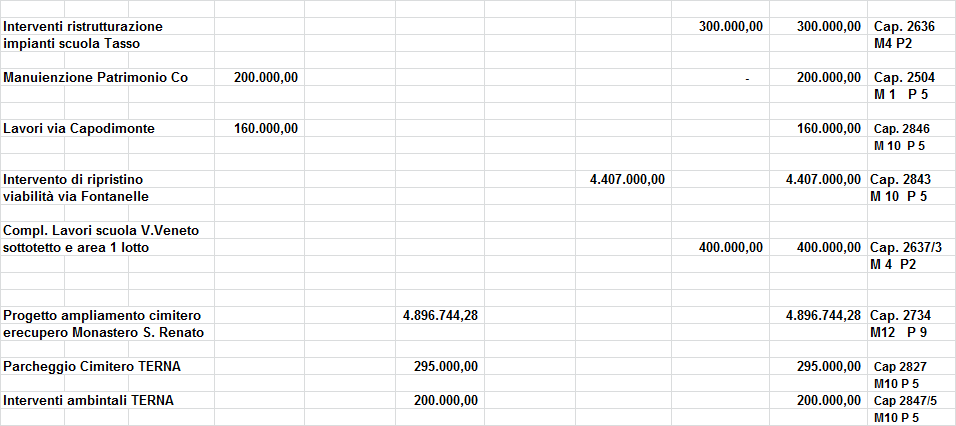 Interventi ristrutturazione 300.000,00 300.000,00 Cap. 2636
impianti scuola Tasso M4 P2
Manuienzione Patrimonio Co 200.000,00 - 200.000,00 Cap. 2504
M 1 P 5
Lavori via Capodimonte 160.000,00 160.000,00 Cap. 2846
M 10 P 5
Intervento di ripristino 4.407.000,00 4.407.000,00 Cap. 2843
viabilità via Fontanelle M 10 P 5
Compl. Lavori scuola V.Veneto
sottotetto e area 1 lotto 400.000,00 400.000,00 Cap. 2637/3
M 4 P2
Progetto ampliamento cimitero 4.896.744,28 4.896.744,28 Cap. 2734
erecupero Monastero S. Renato M12 P 9
Parcheggio Cimitero TERNA 295.000,00 295.000,00 Cap 2827
M10 P 5
Interventi ambintali TERNA 200.000,00 200.000,00 Cap 2847/5
M10 P 5